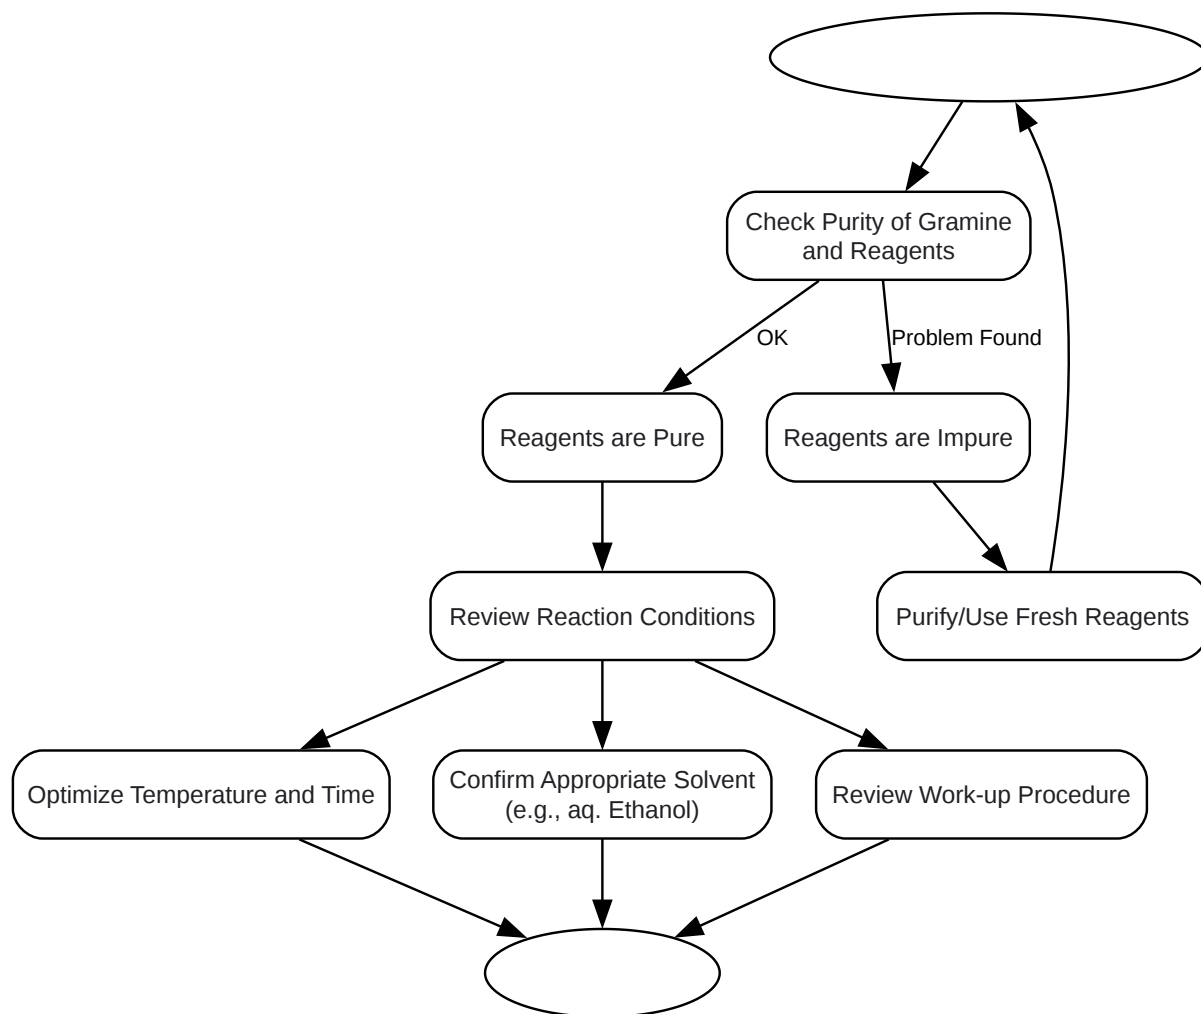 Check Purity of Gramine
and Reagents
OK
Problem Found
Reagents are Pure
Reagents are Impure
Review Reaction Conditions
Purify/Use Fresh Reagents
Optimize Temperature and Time
Confirm Appropriate Solvent
(e.g., aq. Ethanol)
Review Work-up Procedure